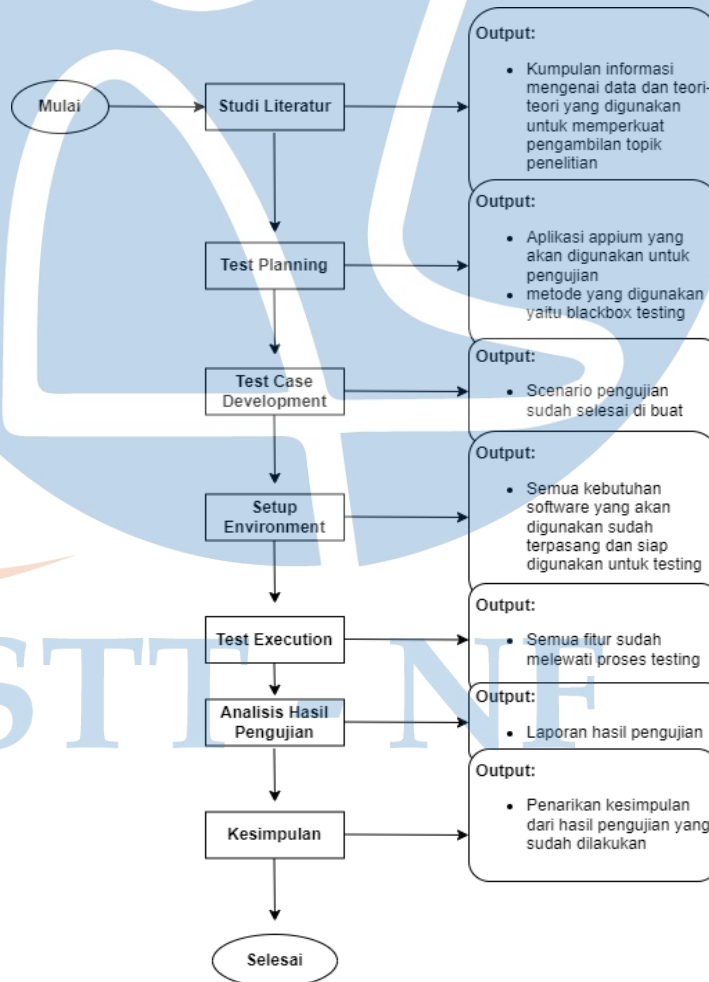 Mulai
Studi Literatur
Output:
• Kumpulan informasi
mengenai data dan teori-
teori yang digunakan
untuk memperkuat
pengambilan topik
penelitian
Test Planning
Output:
• Aplikasi appium yang
akan digunakan untuk
pengujian
• metode yang digunakan
yaitu blackbox testing
Test Case
Development
Output:
• Scenario pengujian
sudah selesai di buat
Setup
Environment
Output:
• Semua kebutuhan
software yang akan
digunakan sudah
terpasang dan siap
digunakan untuk testing
Test Execution
Output:
• Semua fitur sudah
melewati proses testing
STT - NF
Analisis Hasil
Pengujian
Output:
• Laporan hasil pengujian
Kesimpulan
Output:
• Penarikan kesimpulan
dari hasil pengujian yang
sudah dilakukan
Selesai